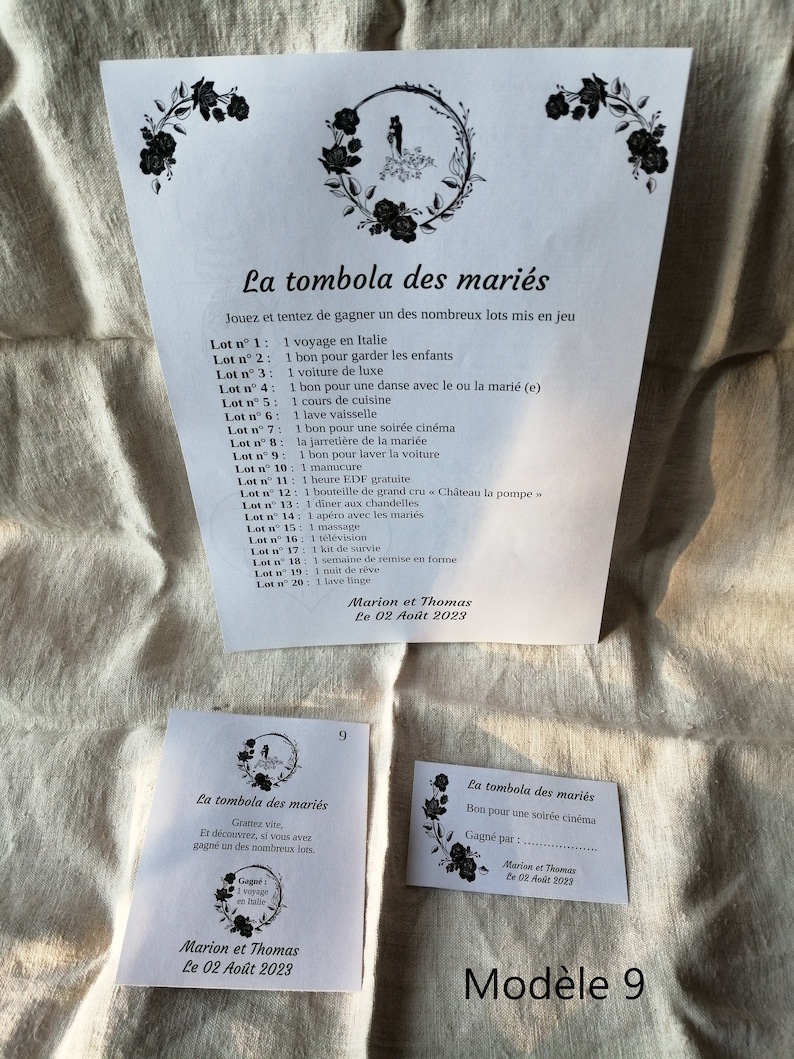 La tombola des mariés
Jouez et tentez de gagner un des nombreux lots mis en jeu
Lot n° 1 : 1 voyage en Italie
Lot n° 2 : 1 bon pour garder les enfants
Lot n° 3 : 1 voiture de luxe
Lot n° 4 : 1 bon pour une danse avec le ou la marié (e)
Lot n° 5 : 1 cours de cuisine
Lot n° 6 : 1 lave vaisselle
Lot n° 7 : 1 bon pour une soirée cinéma
Lot n° 8 : la jarretière de la mariée
Lot n° 9 : 1 bon pour laver la voiture
Lot n° 10 : 1 manucure
Lot n° 11 : 1 heure EDF gratuite
Lot n° 12 : 1 bouteille de grand cru « Château la pompe »
Lot n° 13 : 1 dîner aux chandelles
Lot n° 14 : 1 apéro avec les mariés
Lot n° 15 : 1 massage
Lot n° 16 : 1 télévision
Lot n° 17 : 1 kit de survie
Lot n° 18 : 1 semaine de remise en forme
Lot n° 19 : 1 nuit de rêve
Lot n° 20 : 1 lave-linge
Marion et Thomas
Le 02 Août 2023
9
La tombola des mariés
Grattez vite,
Et découvrez, si vous avez
gagné un des nombreux lots.
Gagné :
1 voyage
en Italie
Marion et Thomas
Le 02 Août 2023
La tombola des mariés
Bon pour une soirée cinéma
Gagné par : ....................
Marion et Thomas
Le 02 Août 2023
Modèle 9